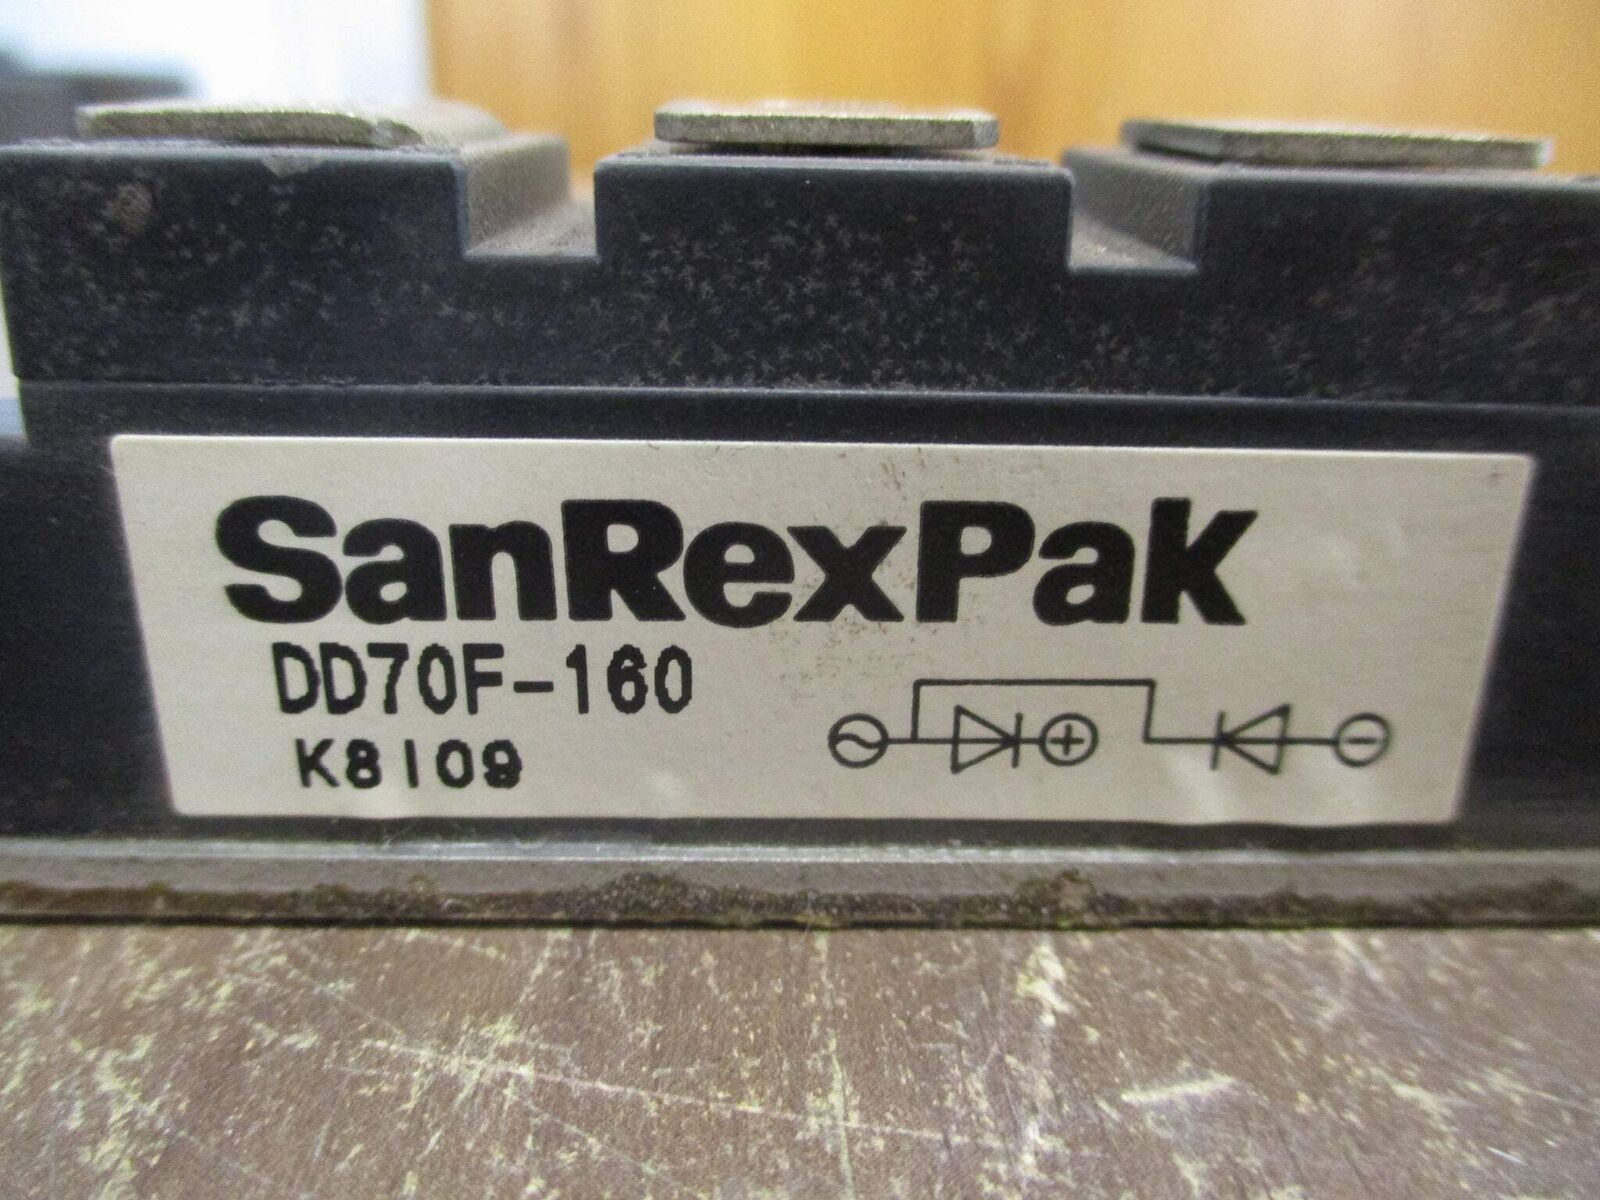 SanRexPak
DD70F-160
K8109
~ + -